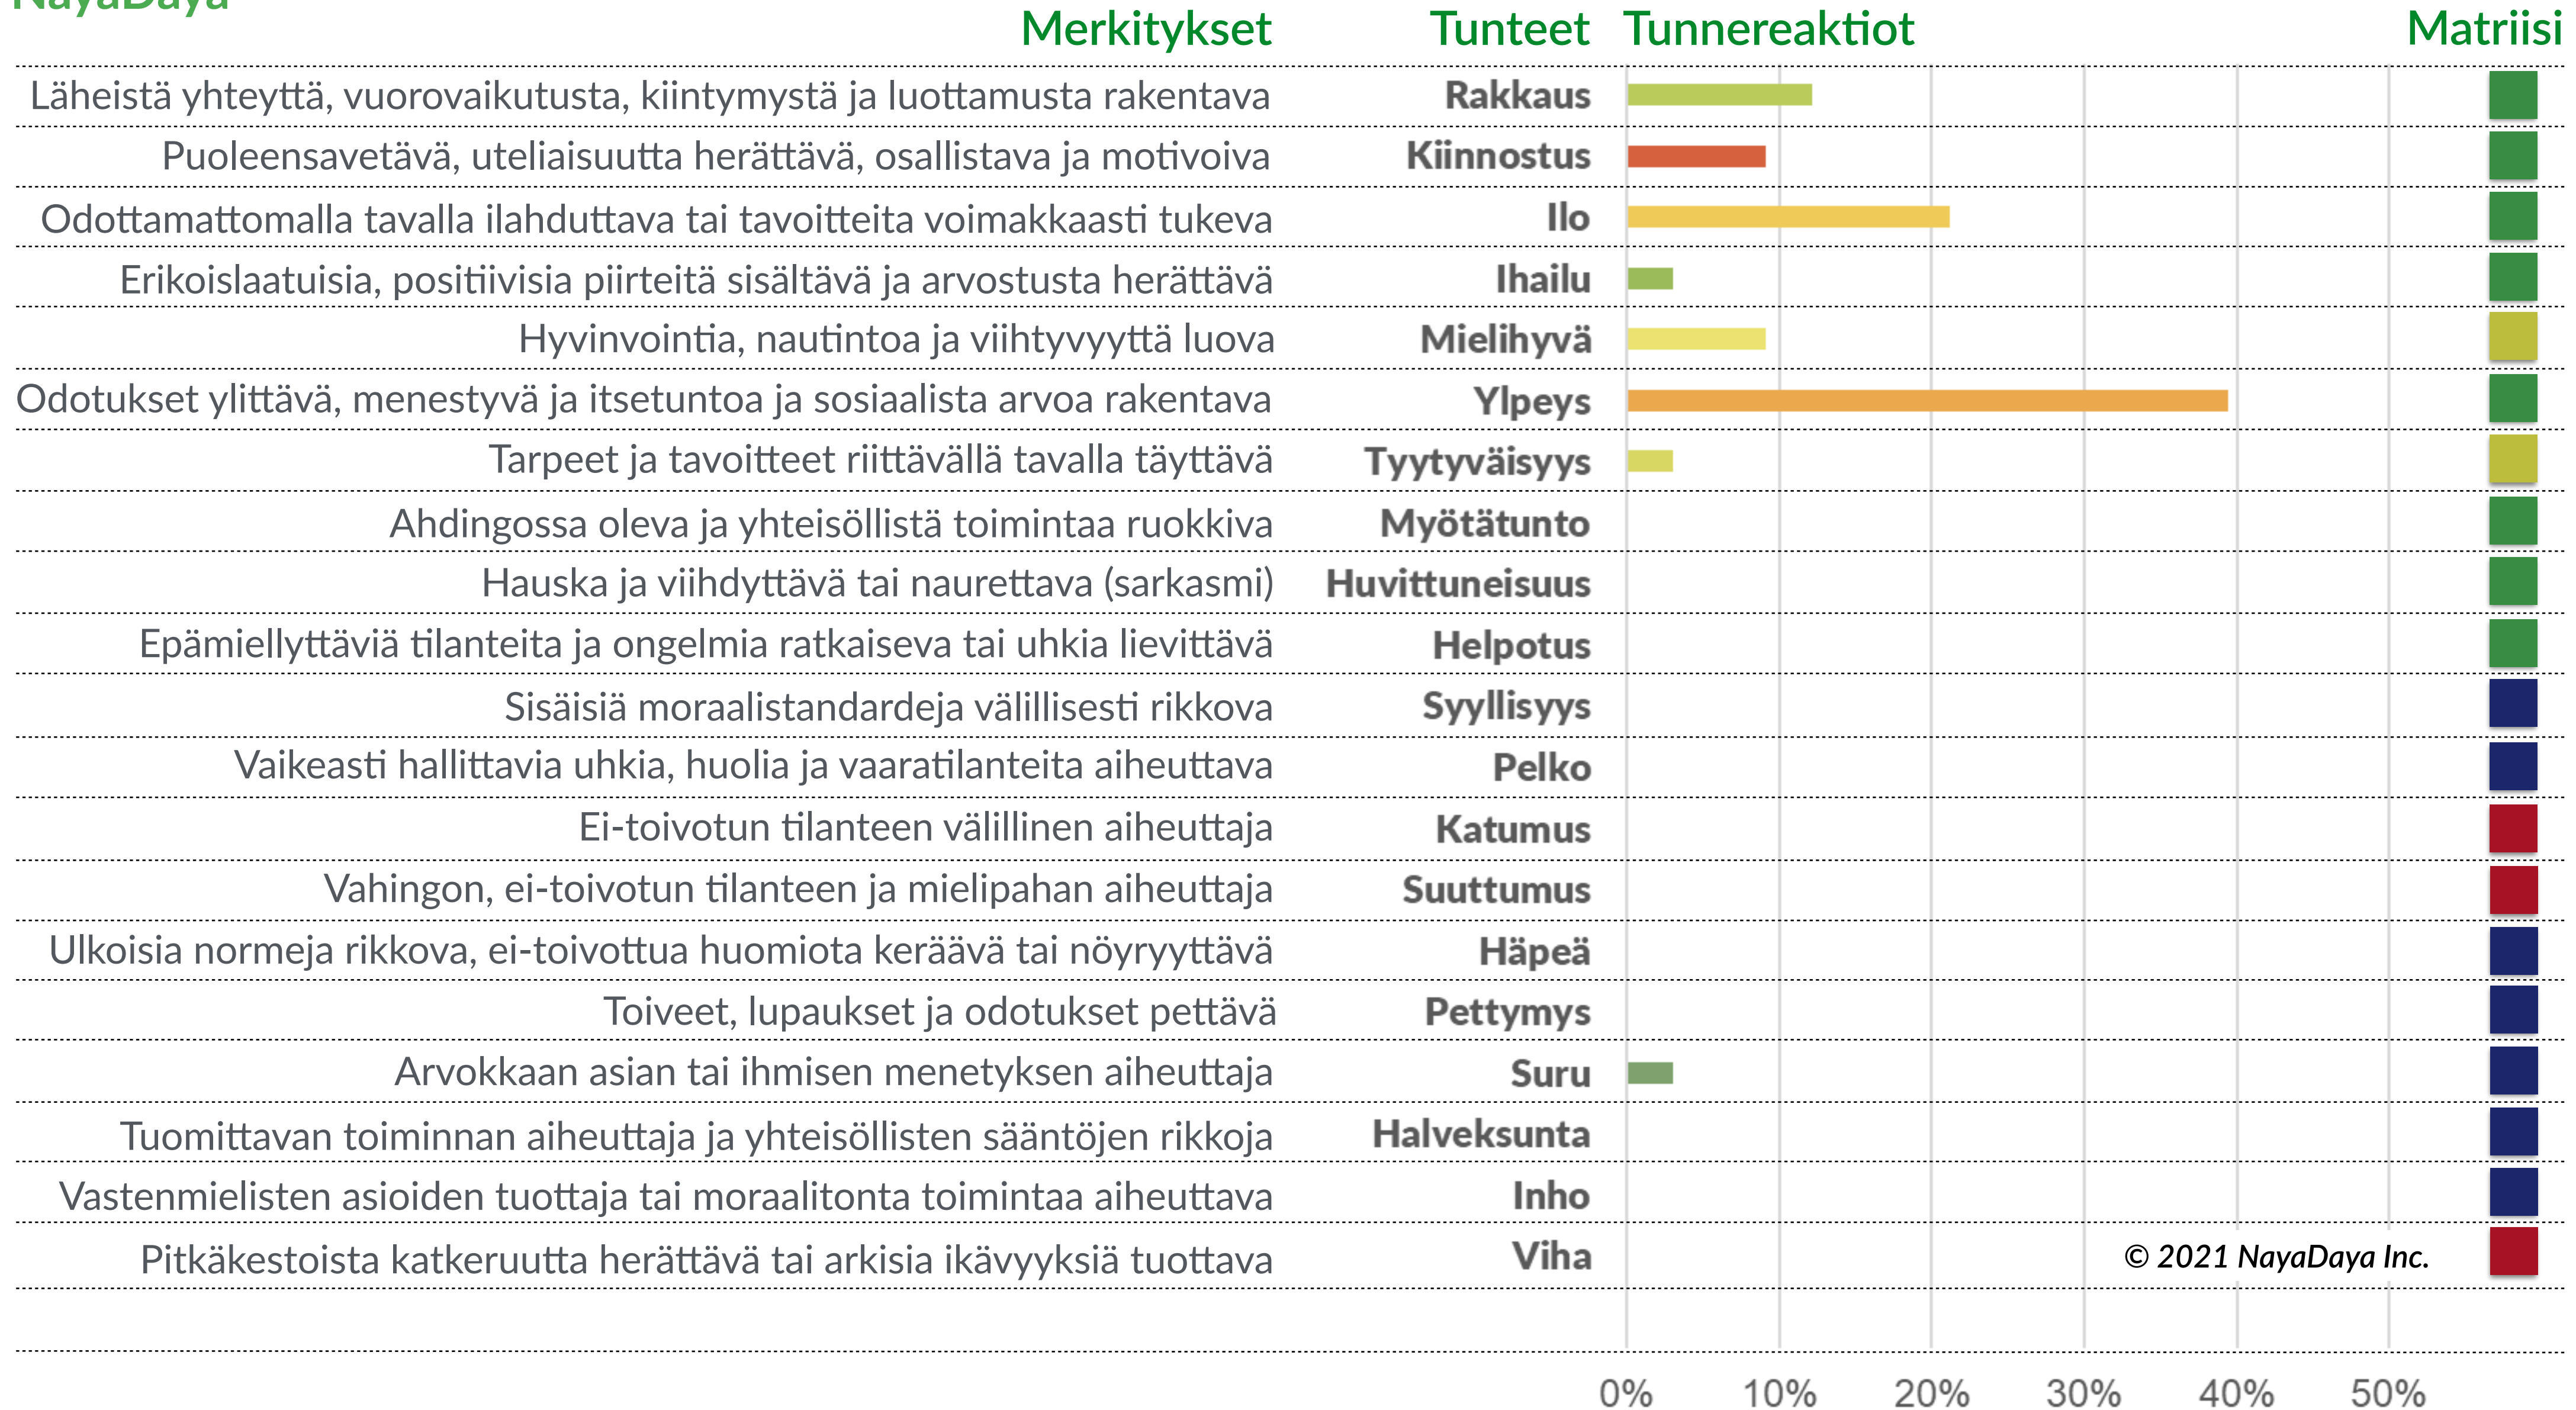 NayaDaya
Merkitykset Tunteet Tunnereaktiot Matriisi
Läheistä yhteyttä, vuorovaikutusta, kiintymystä ja luottamusta rakentava Rakkaus
Puoleensavetävä, uteliaisuutta herättävä, osallistava ja motivoiva Kiinnostus
Odottamattomalla tavalla ilahduttava tai tavoitteita voimakkaasti tukeva Ilo
Erikoislaatuisia, positiivisia piirteitä sisältävä ja arvostusta herättävä Ihailu
Hyvinvointia, nautintoa ja viihtyvyyttä luova Mielihyvä
Odotukset ylittävä, menestyvä ja itsetuntoa ja sosiaalista arvoa rakentava Ylpeys
Tarpeet ja tavoitteet riittävällä tavalla täyttävä Tyytyväisyys
Ahdingossa oleva ja yhteisöllistä toimintaa ruokkiva Myötätunto
Hauska ja viihdyttävä tai naurettava (sarkasmi) Huvittuneisuus
Epämiellyttäviä tilanteita ja ongelmia ratkaiseva tai uhkia lievittävä Helpotus
Sisäisiä moraalistandardeja välillisesti rikkova Syyllisyys
Vaikeasti hallittavia uhkia, huolia ja vaaratilanteita aiheuttava Pelko
Ei-toivotun tilanteen välillinen aiheuttaja Katumus
Vahingon, ei-toivotun tilanteen ja mielipahan aiheuttaja Suuttumus
Ulkoisia normeja rikkova, ei-toivottua huomiota keräävä tai nöyryyttävä Häpeä
Toiveet, lupaukset ja odotukset pettävä Pettymys
Arvokkaan asian tai ihmisen menetyksen aiheuttaja Suru
Tuomittavan toiminnan aiheuttaja ja yhteisöllisten sääntöjen rikkoja Halveksunta
Vastenmielisten asioiden tuottaja tai moraalitonta toimintaa aiheuttava Inho
Pitkäkestoista katkeruutta herättävä tai arkisia ikävyyksiä tuottava Viha © 2021 NayaDaya Inc.
0% 10% 20% 30% 40% 50%